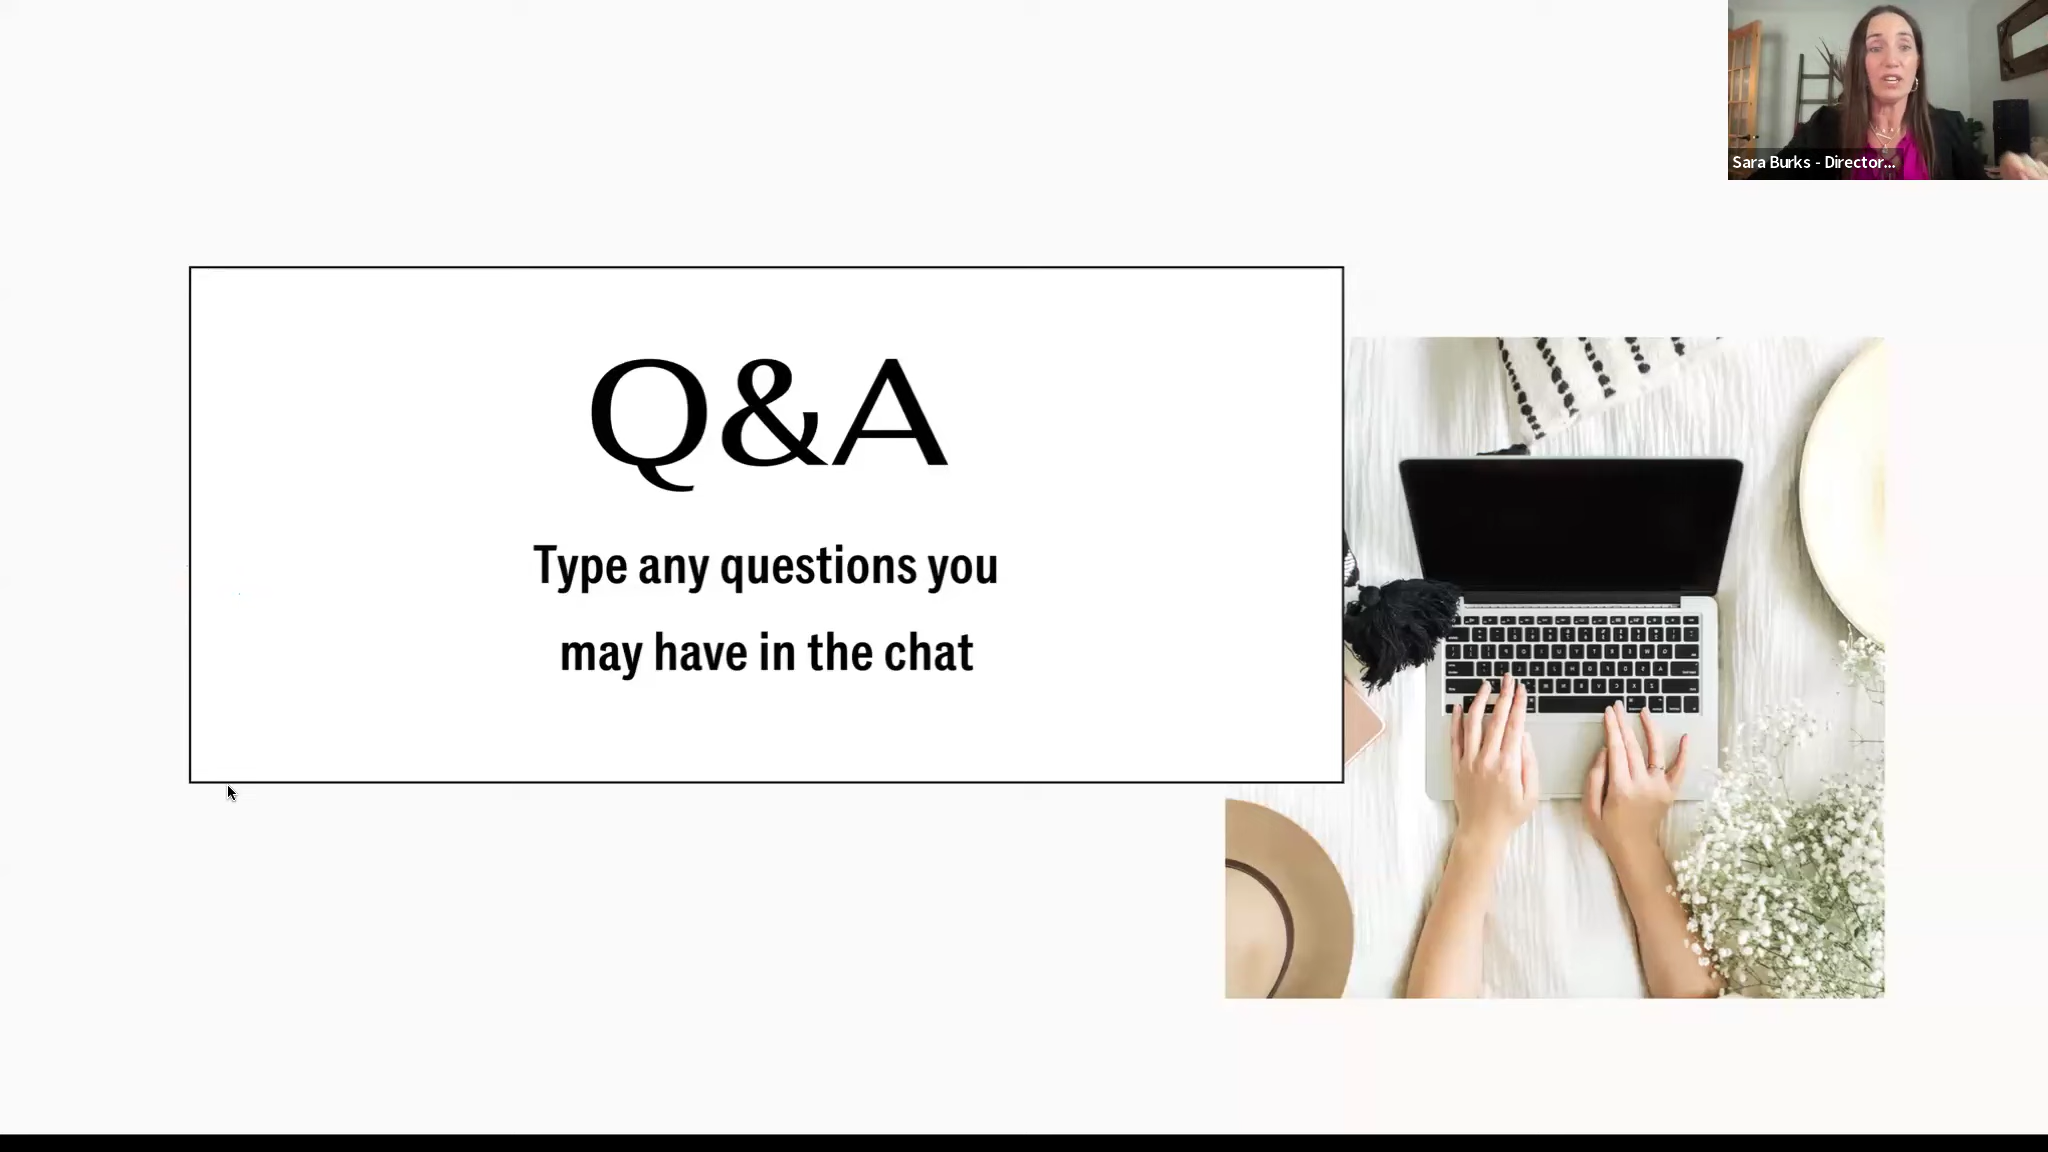 Sara Burks - Director...
Q&A
Type any questions you
may have in the chat